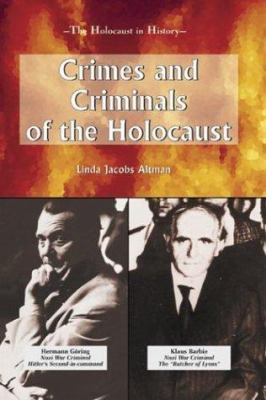 –The Holocaust in History–
Crimes and
Criminals
of the Holocaust
Linda Jacobs Altman
Hermann Göring
Nazi War Criminal
Hitler's Second-in-command
Klaus Barbie
Nazi War Criminal
The "Butcher of Lyons"